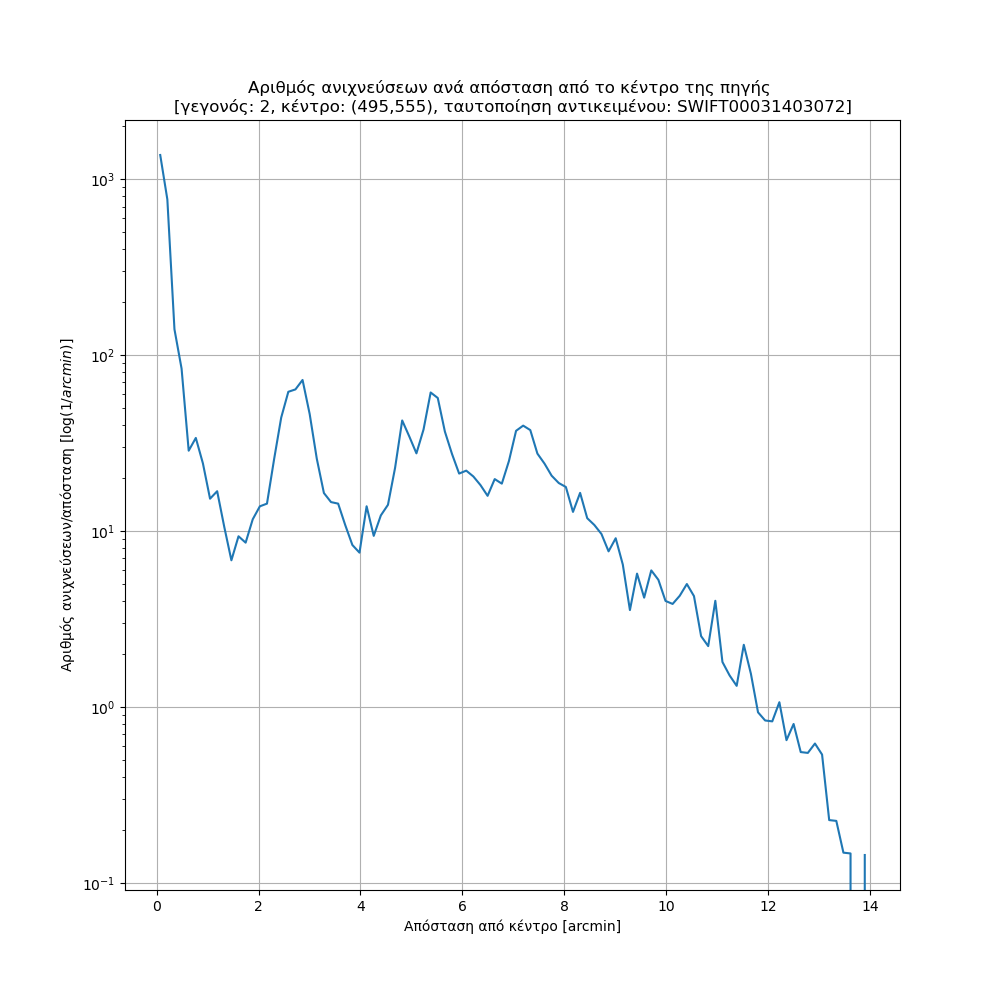 Αριθμός ανιχνεύσεων ανά απόσταση από το κέντρο της πηγής
[γεγονός: 2, κέντρο: (495,555), ταυτοποίηση αντικειμένου: SWIFT00031403072]
Αριθμός ανιχνεύσεων/απόσταση [log(1/arcmin)]
10³
10²
10¹
10⁰
10⁻¹
0 2 4 6 8 10 12 14
Απόσταση από κέντρο [arcmin]